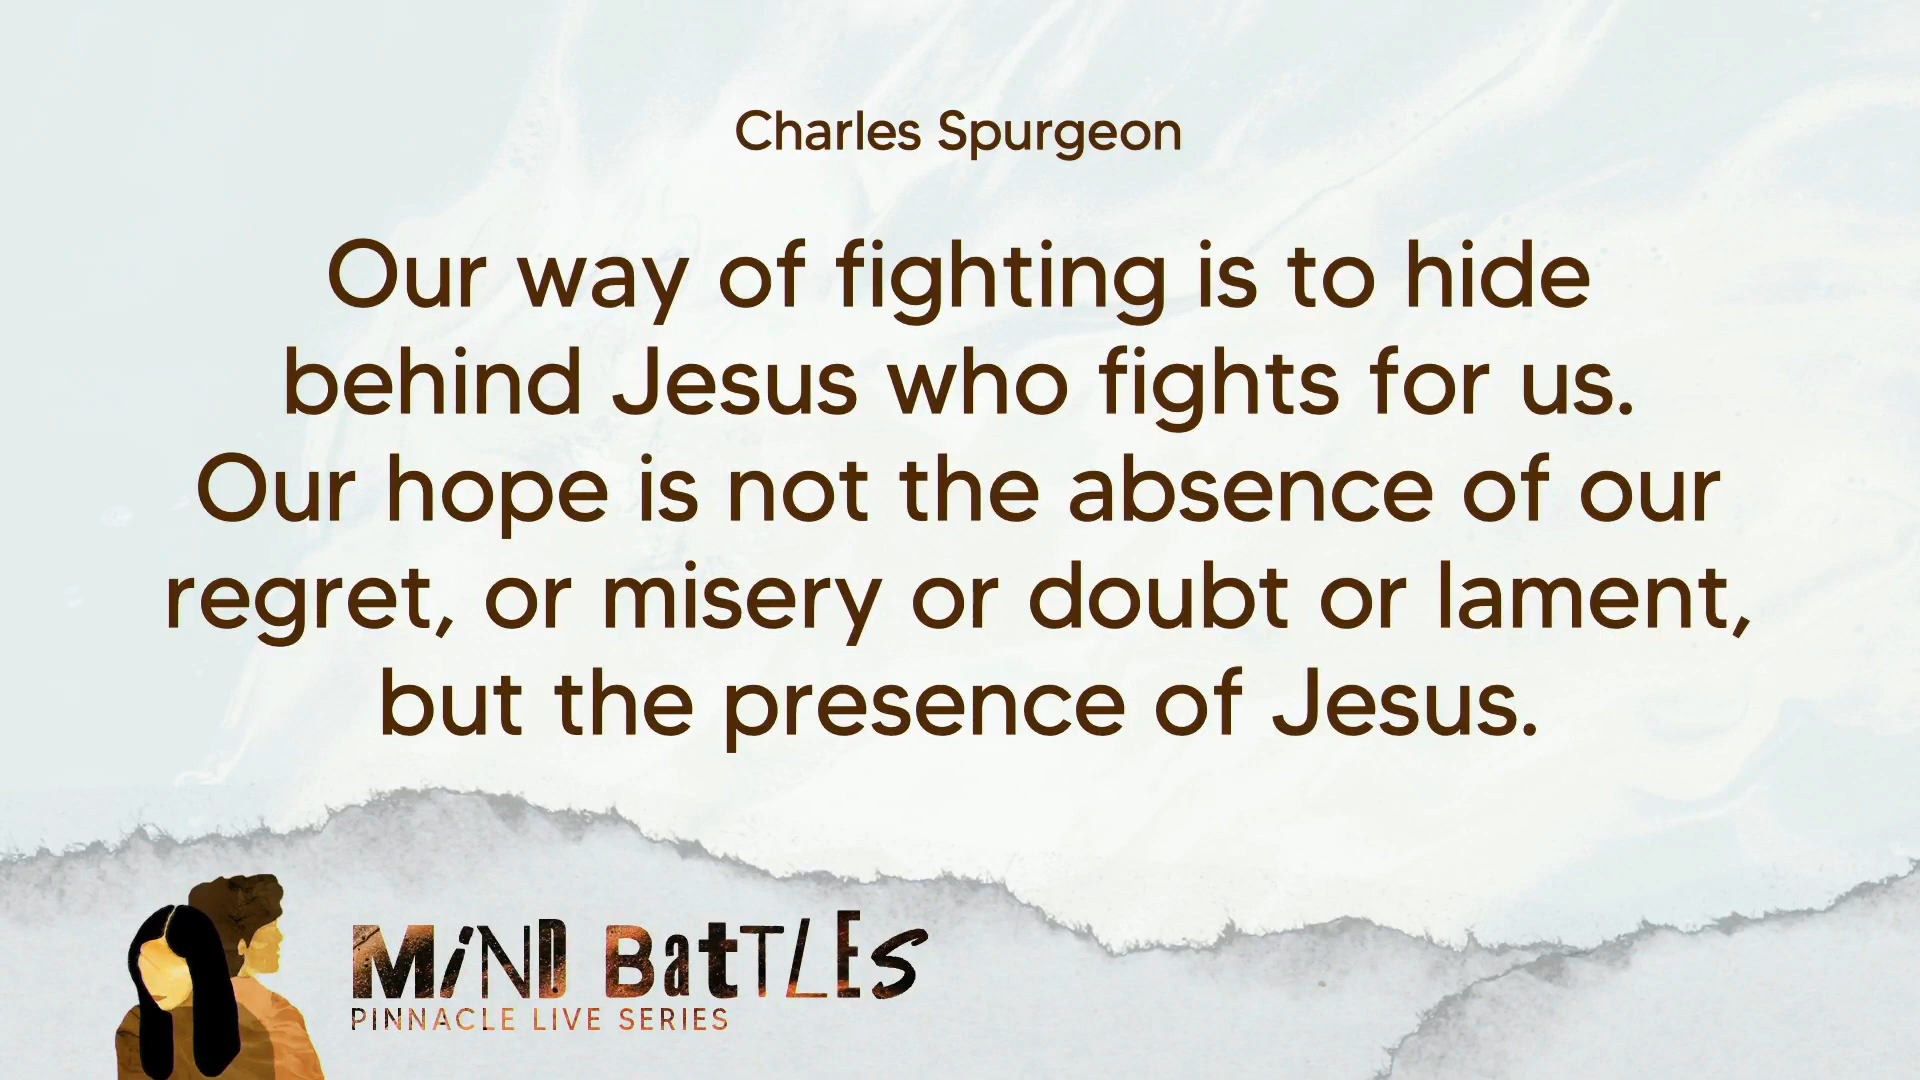 Charles Spurgeon
Our way of fighting is to hide
behind Jesus who fights for us.
Our hope is not the absence of our
regret, or misery or doubt or lament,
but the presence of Jesus.
MiND BatTLES
PINNACLE LIVE SERIES